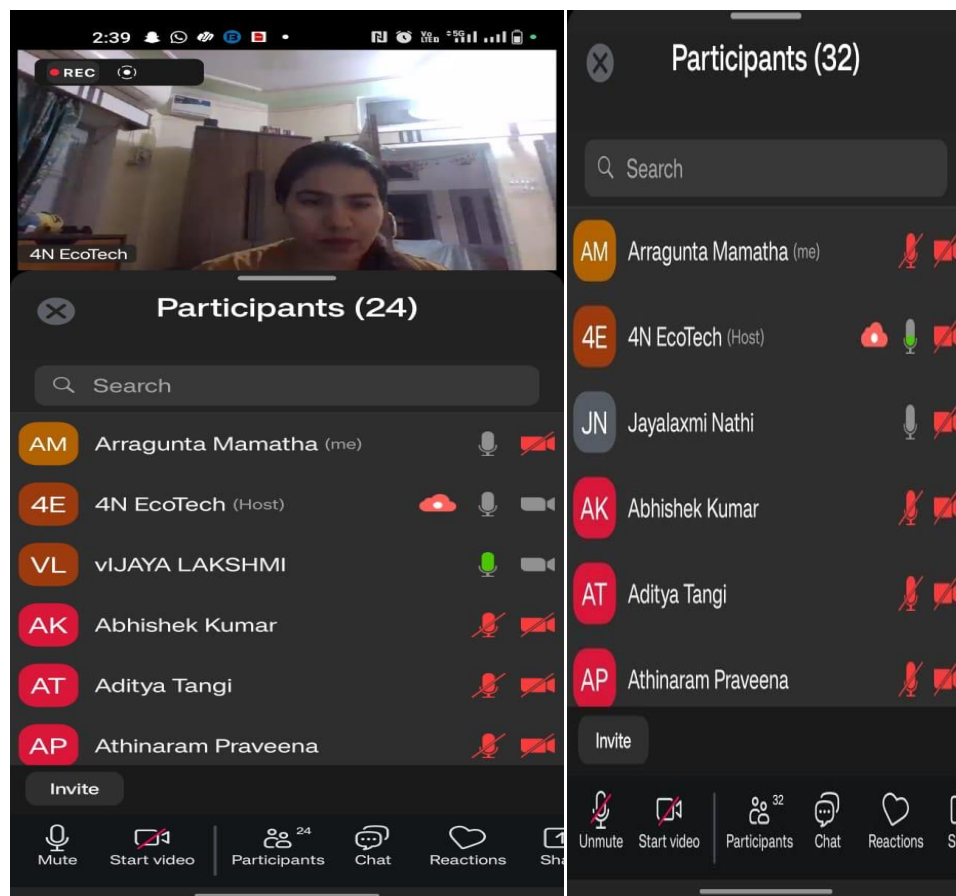 2:39
REC
4N EcoTech
Participants (24)
Search
AM Arragunta Mamatha (me)
4E 4N EcoTech (Host)
VL vIJAYA LAKSHMI
AK Abhishek Kumar
AT Aditya Tangi
AP Athinaram Praveena
Invite
24
Mute Start video Participants Chat Reactions Sha
Participants (32)
Search
AM Arragunta Mamatha (me)
4E 4N EcoTech (Host)
JN Jayalaxmi Nathi
AK Abhishek Kumar
AT Aditya Tangi
AP Athinaram Praveena
Invite
32
Unmute Start video Participants Chat Reactions S